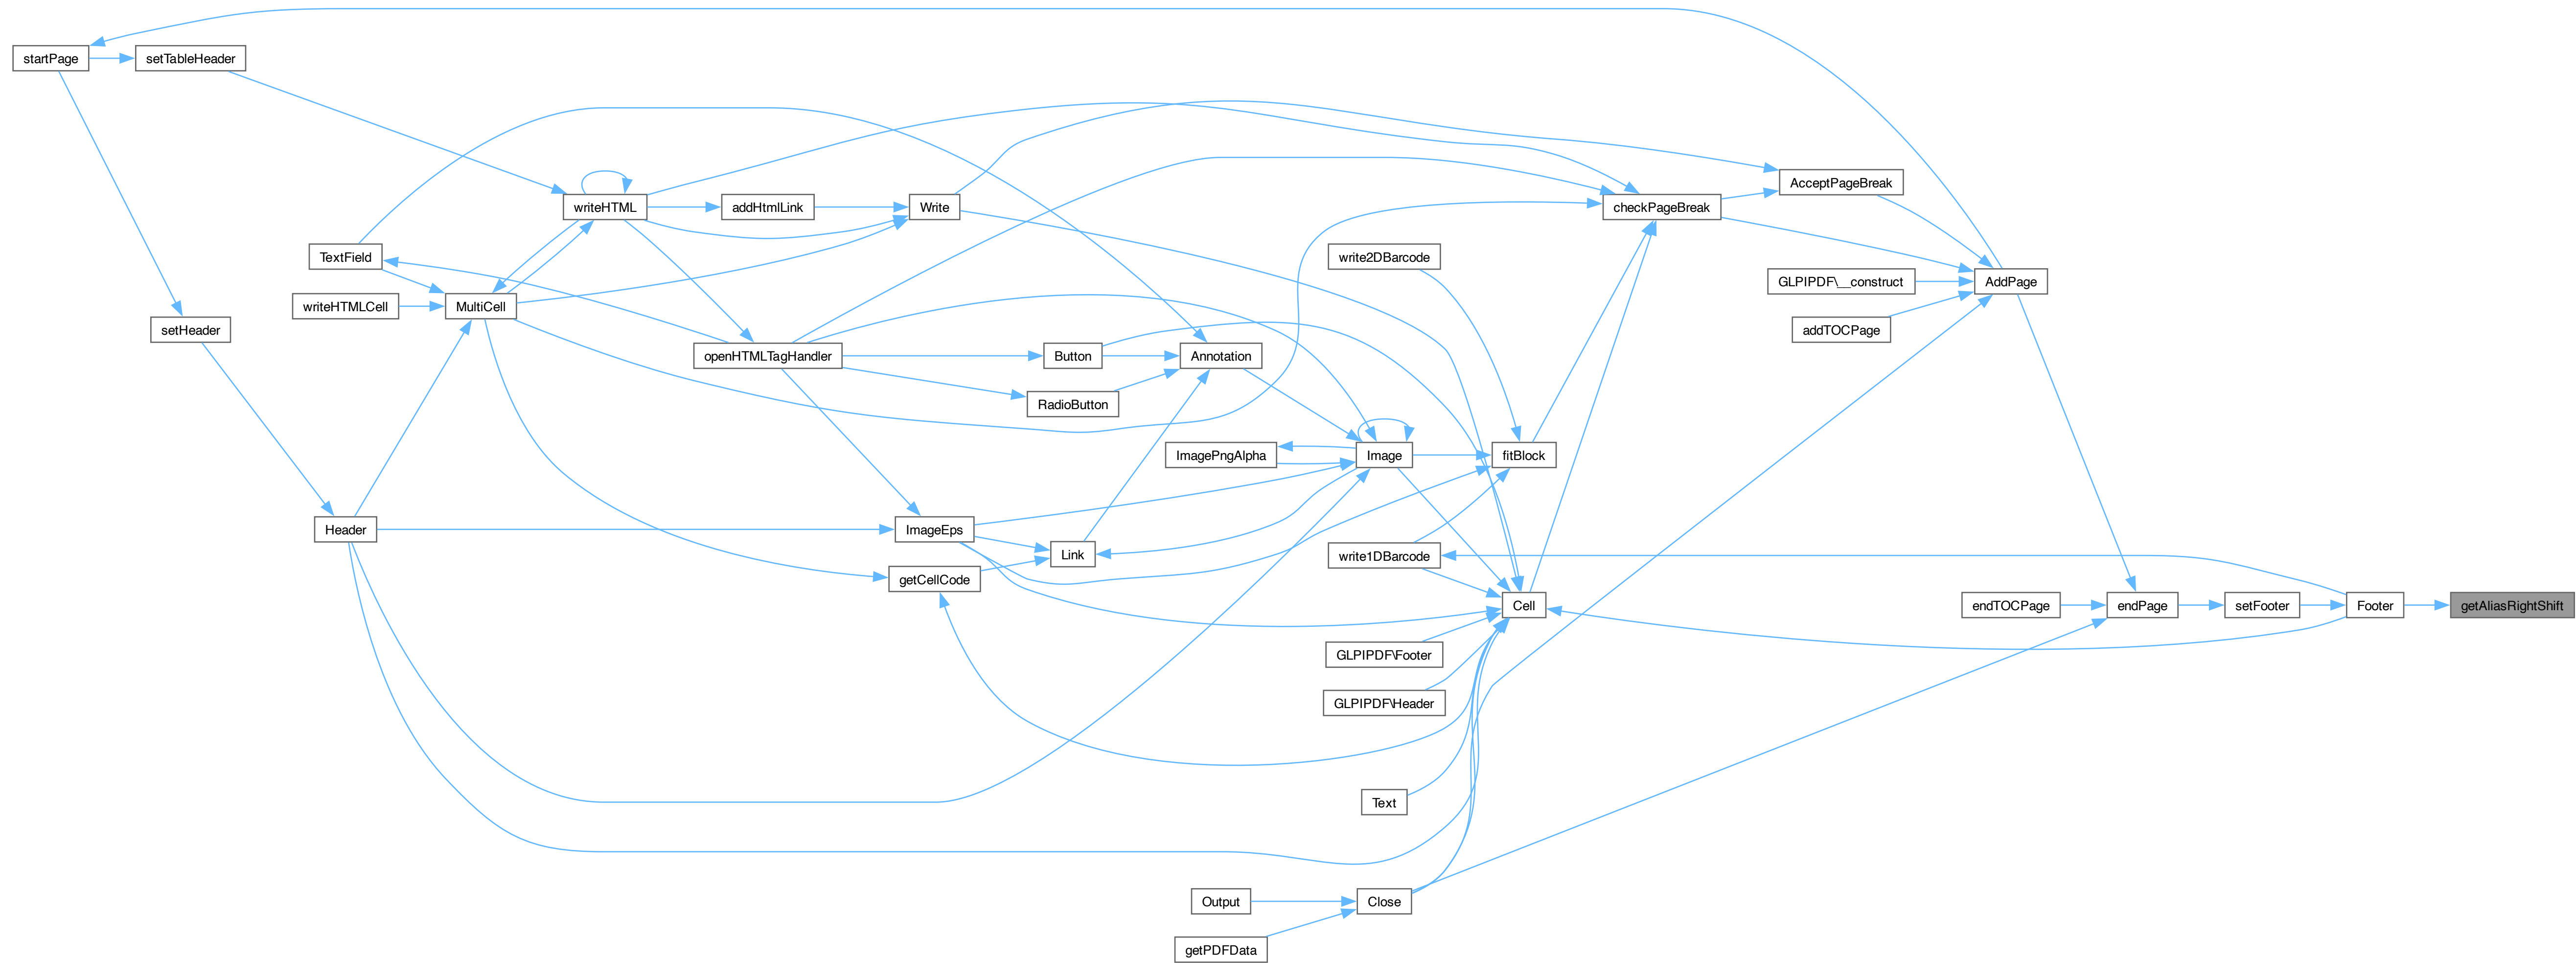 startPage
setTableHeader
AcceptPageBreak
writeHTML
addHtmlLink
Write
checkPageBreak
TextField
write2DBarcode
GLPIPDF\__construct
AddPage
writeHTMLCell
MultiCell
setHeader
addTOCPage
openHTMLTagHandler
Button
Annotation
RadioButton
ImagePngAlpha
Image
fitBlock
Header
ImageEps
Link
write1DBarcode
getCellCode
Cell
endTOCPage
endPage
setFooter
Footer
getAliasRightShift
GLPIPDF\Footer
GLPIPDF\Header
Text
Output
Close
getPDFData